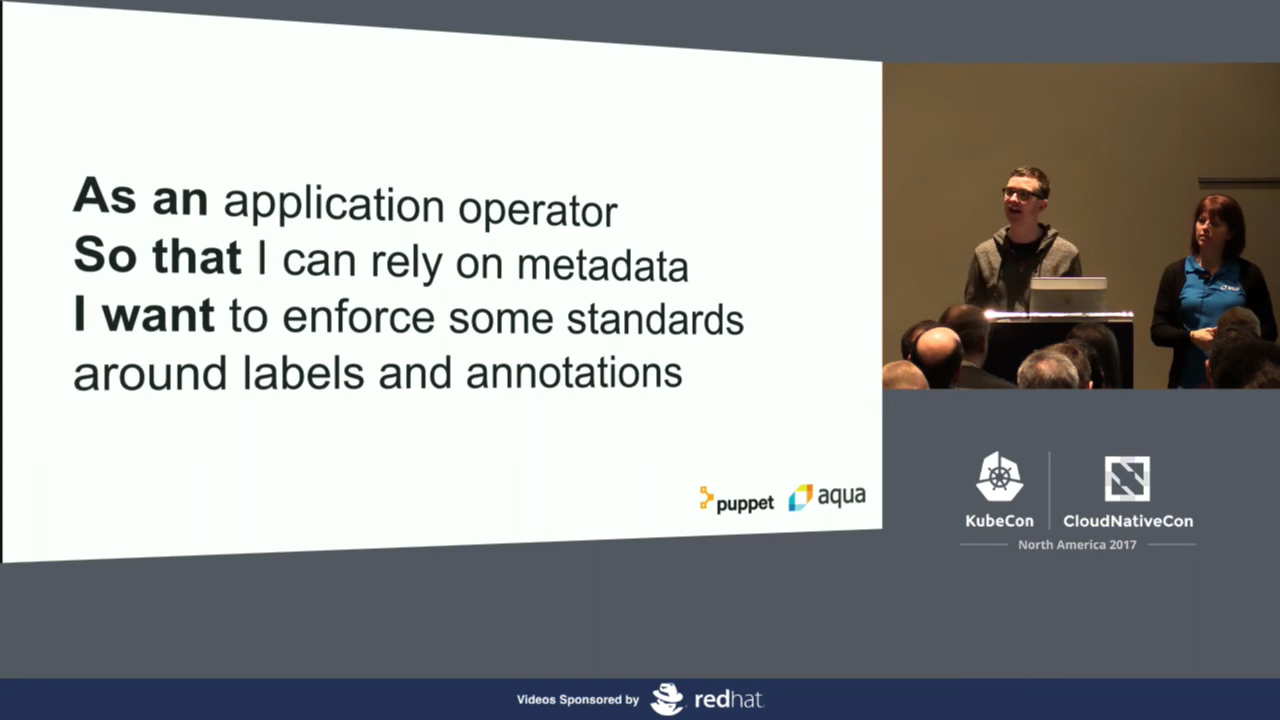 As an application operator
So that I can rely on metadata
I want to enforce some standards
around labels and annotations
puppet
aqua
KubeCon
CloudNativeCon
North America 2017
Videos Sponsored by
redhat.